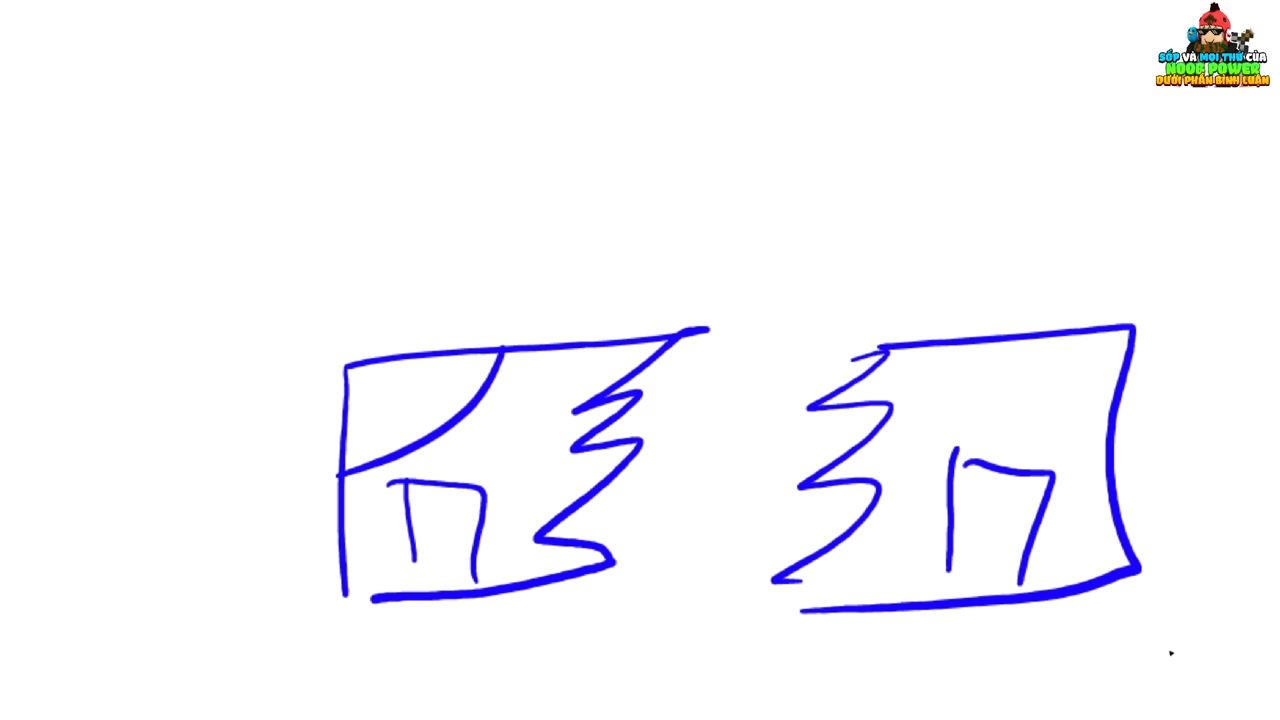 SỐP VÀ MỌI THỨ CỦA
NOOB POWER
DƯỚI PHẦN BÌNH LUẬN